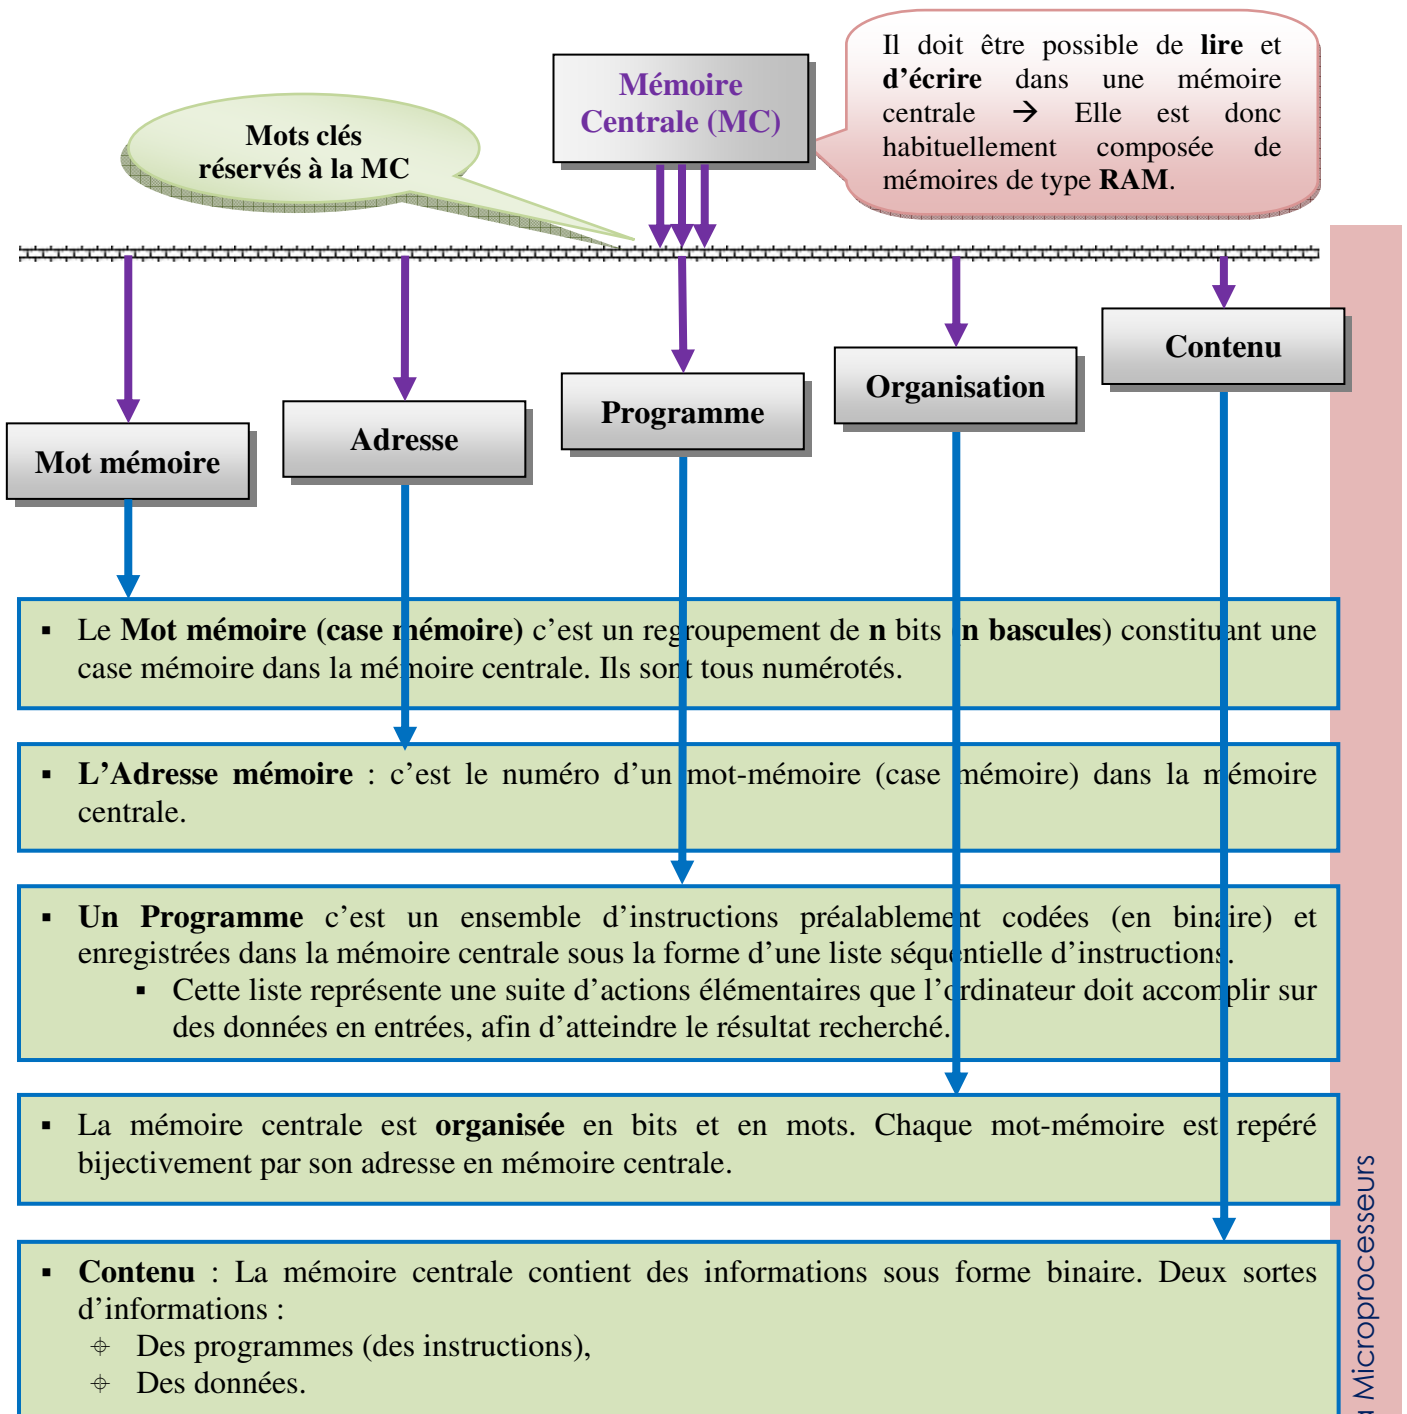 Mémoire
Centrale (MC)
Il doit être possible de lire et
d’écrire dans une mémoire
centrale → Elle est donc
habituellement composée de
mémoires de type RAM.
Mots clés
réservés à la MC
Contenu
Organisation
Programme
Adresse
Mot mémoire
▪ Le Mot mémoire (case mémoire) c’est un regroupement de n bits (n bascules) constituant une
case mémoire dans la mémoire centrale. Ils sont tous numérotés.
▪ L’Adresse mémoire : c’est le numéro d’un mot-mémoire (case mémoire) dans la mémoire
centrale.
▪ Un Programme c’est un ensemble d’instructions préalablement codées (en binaire) et
enregistrées dans la mémoire centrale sous la forme d’une liste séquentielle d’instructions.
▪ Cette liste représente une suite d’actions élémentaires que l’ordinateur doit accomplir sur
des données en entrées, afin d’atteindre le résultat recherché.
▪ La mémoire centrale est organisée en bits et en mots. Chaque mot-mémoire est repéré
bijectivement par son adresse en mémoire centrale.
▪ Contenu : La mémoire centrale contient des informations sous forme binaire. Deux sortes
d’informations :
⌖ Des programmes (des instructions),
⌖ Des données.
Microprocesseurs